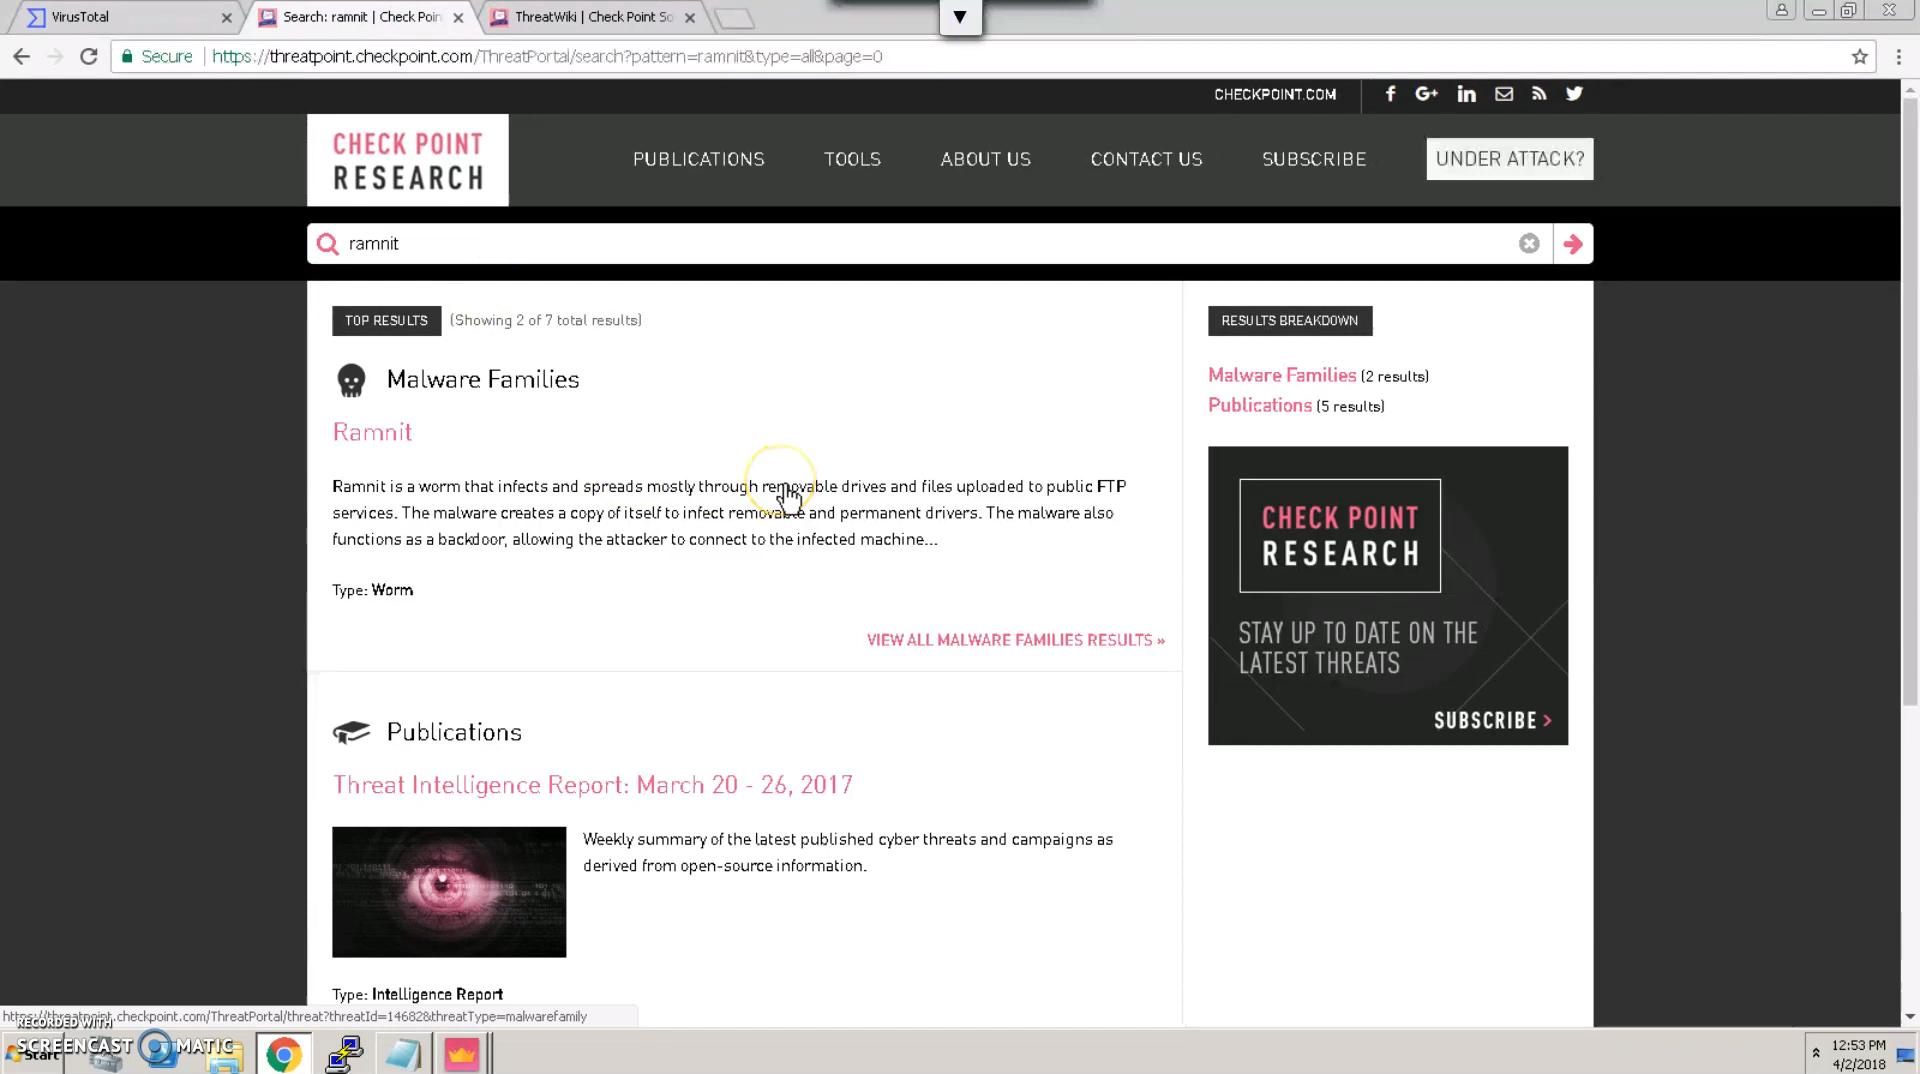 VirusTotal
Search: ramnit | Check Poin
ThreatWiki | Check Point So
Secure
https://threatpoint.checkpoint.com/ThreatPortal/search?pattern=ramnit&type=all&page=0
CHECKPOINT.COM
CHECK POINT
RESEARCH
PUBLICATIONS
TOOLS
ABOUT US
CONTACT US
SUBSCRIBE
UNDER ATTACK?
ramnit
TOP RESULTS
(Showing 2 of 7 total results)
Malware Families
Ramnit
Ramnit is a worm that infects and spreads mostly through removable drives and files uploaded to public FTP
services. The malware creates a copy of itself to infect removable and permanent drivers. The malware also
functions as a backdoor, allowing the attacker to connect to the infected machine...
Type: Worm
VIEW ALL MALWARE FAMILIES RESULTS »
Publications
Threat Intelligence Report: March 20 - 26, 2017
Weekly summary of the latest published cyber threats and campaigns as
derived from open-source information.
Type: Intelligence Report
RESULTS BREAKDOWN
Malware Families (2 results)
Publications (5 results)
CHECK POINT
RESEARCH
STAY UP TO DATE ON THE
LATEST THREATS
SUBSCRIBE >
https://threatpoint.checkpoint.com/ThreatPortal/threat?threatId=14682&threatType=malwarefamily
RECORDED WITH
SCREENCAST MATIC
Start
12:53 PM
4/2/2018